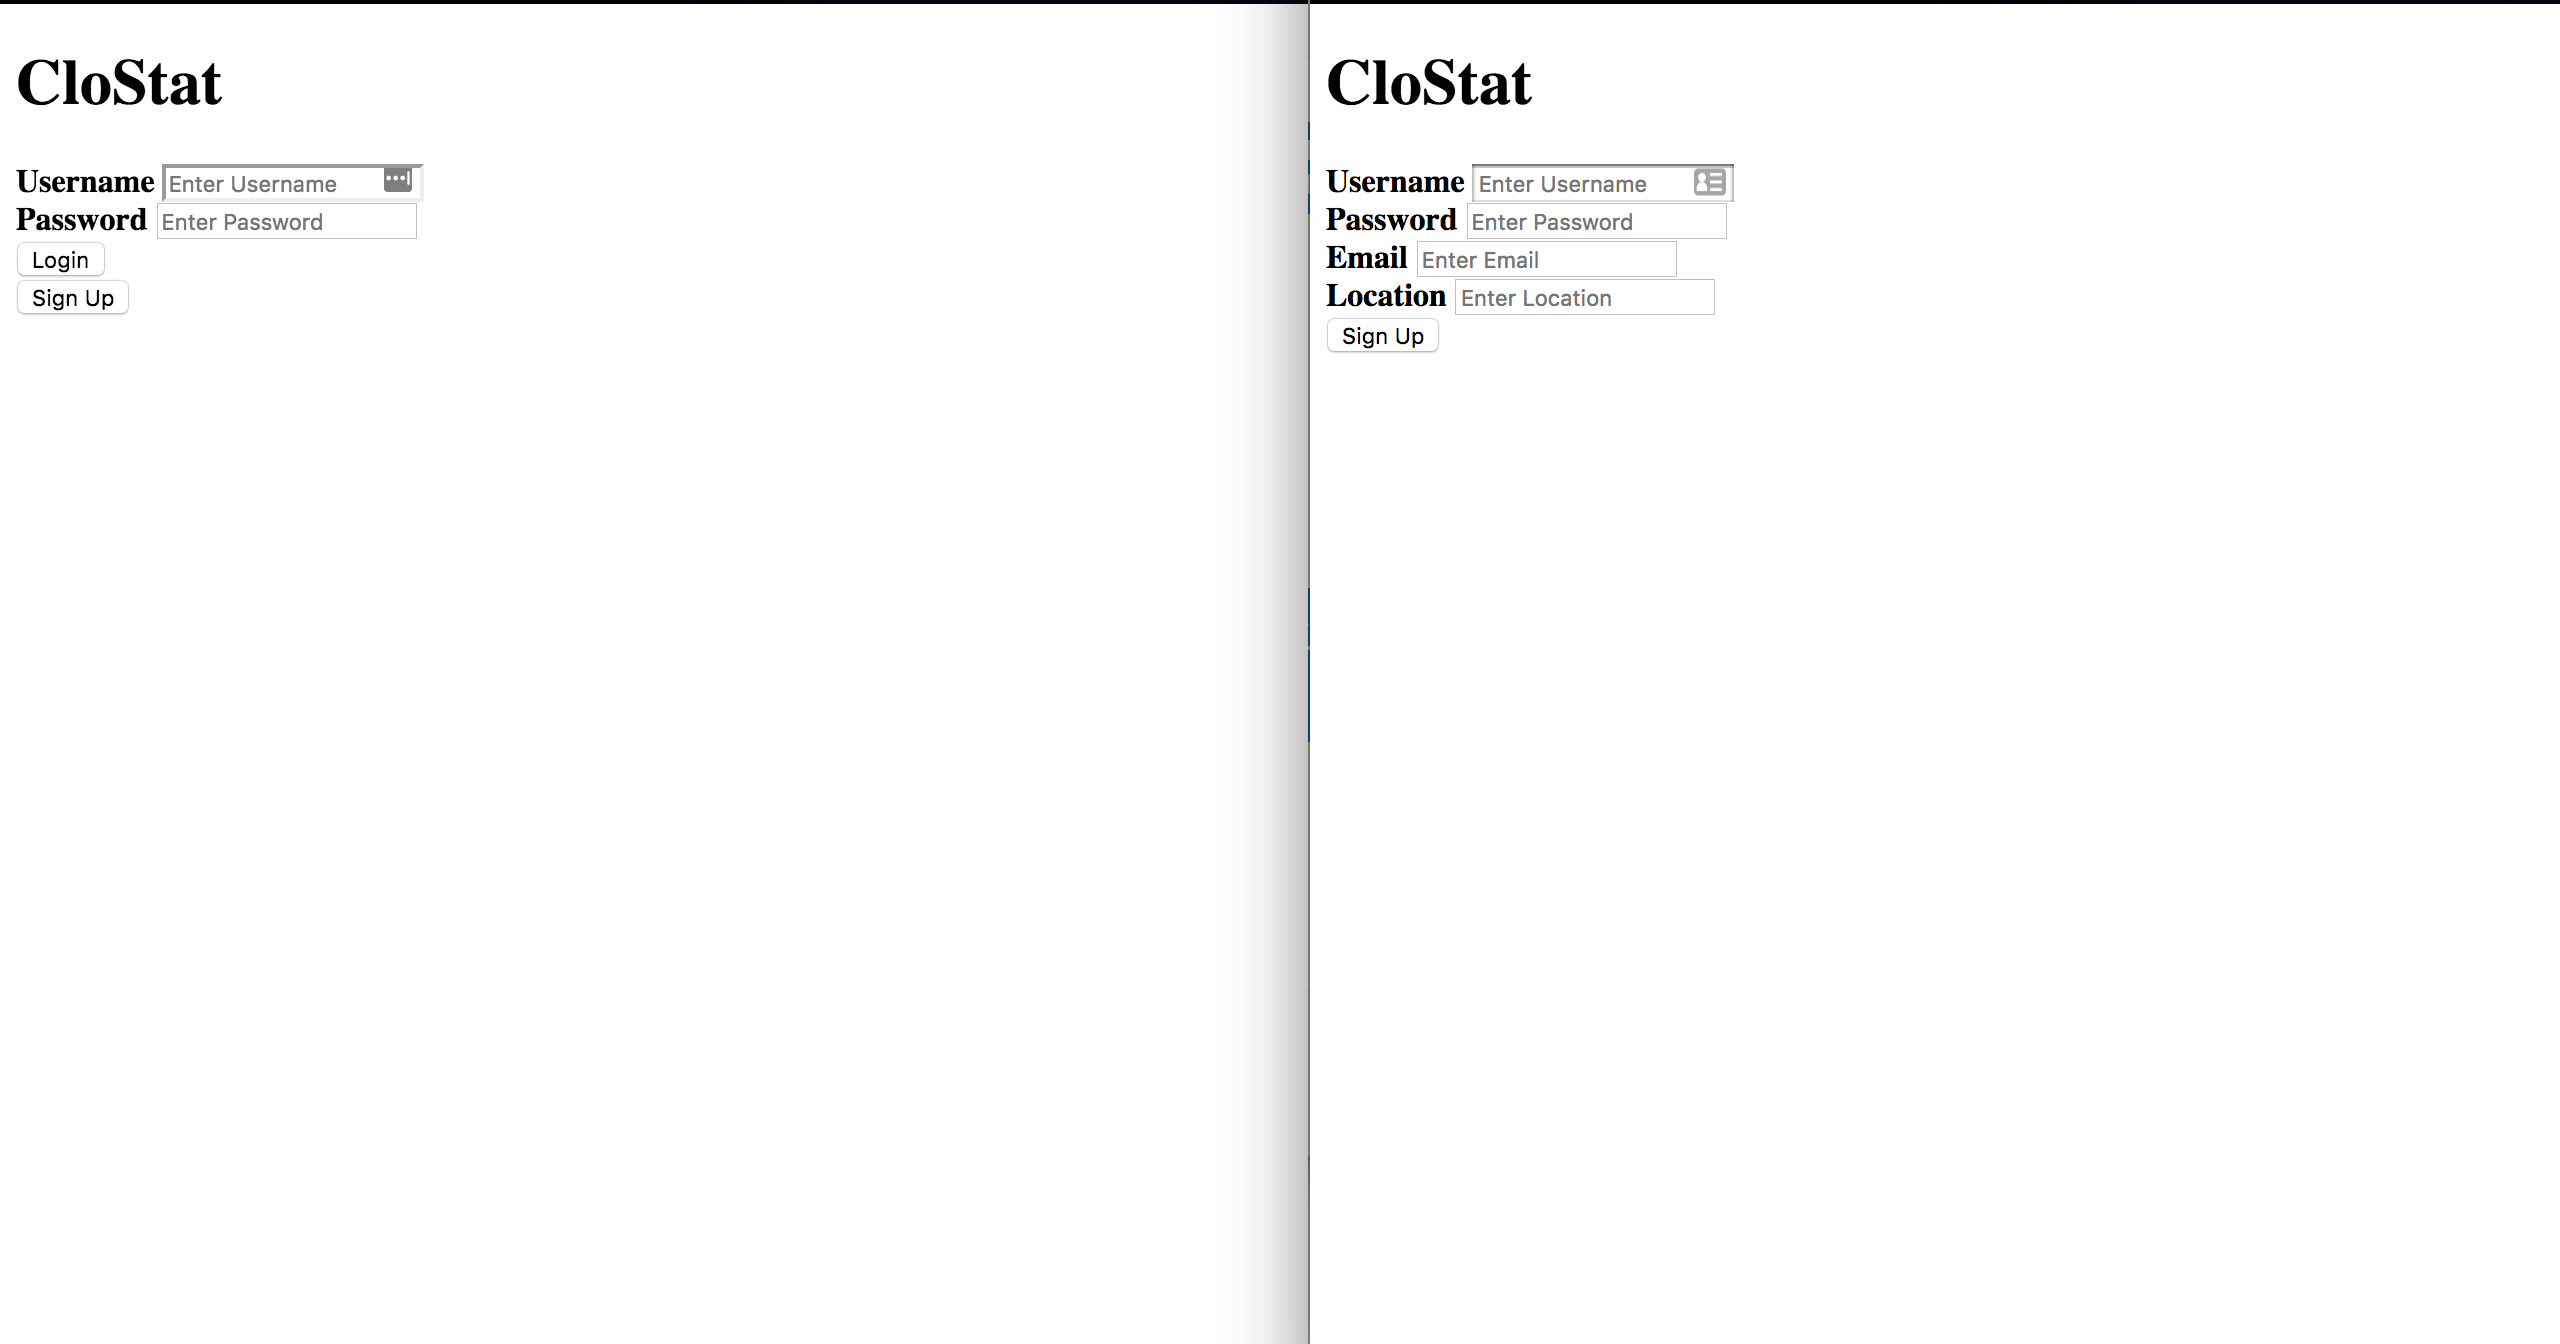 CloStat
Username Enter Username
Password Enter Password
Login
Sign Up
CloStat
Username Enter Username
Password Enter Password
Email Enter Email
Location Enter Location
Sign Up